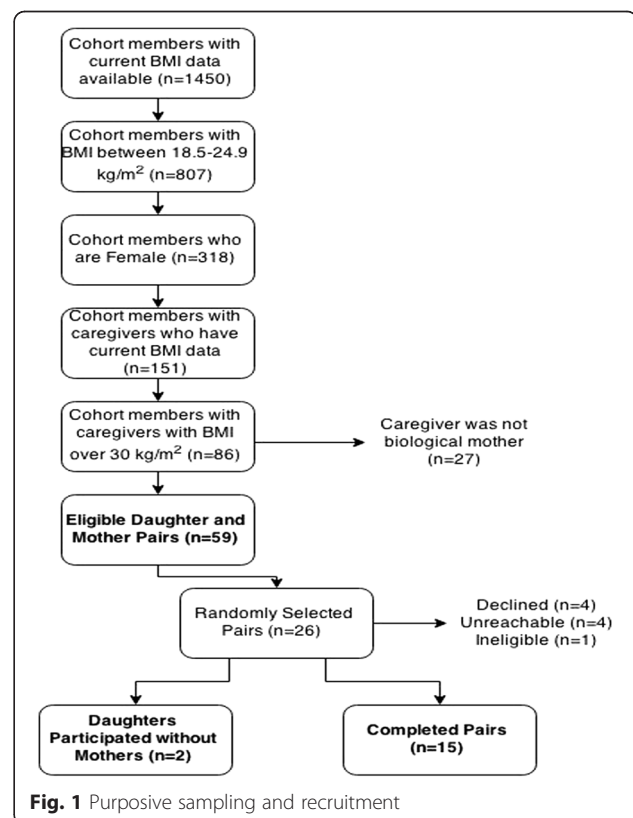 Cohort members with
current BMI data
available (n=1450)
Cohort members with
BMI between 18.5-24.9
kg/m² (n=807)
Cohort members who
are Female (n=318)
Cohort members with
caregivers who have
current BMI data
(n=151)
Cohort members with
caregivers with BMI
over 30 kg/m² (n=86)
Caregiver was not
biological mother
(n=27)
Eligible Daughter and
Mother Pairs (n=59)
Randomly Selected
Pairs (n=26)
Declined (n=4)
Unreachable (n=4)
Ineligible (n=1)
Daughters
Participated without
Mothers (n=2)
Completed Pairs
(n=15)
Fig. 1 Purposive sampling and recruitment